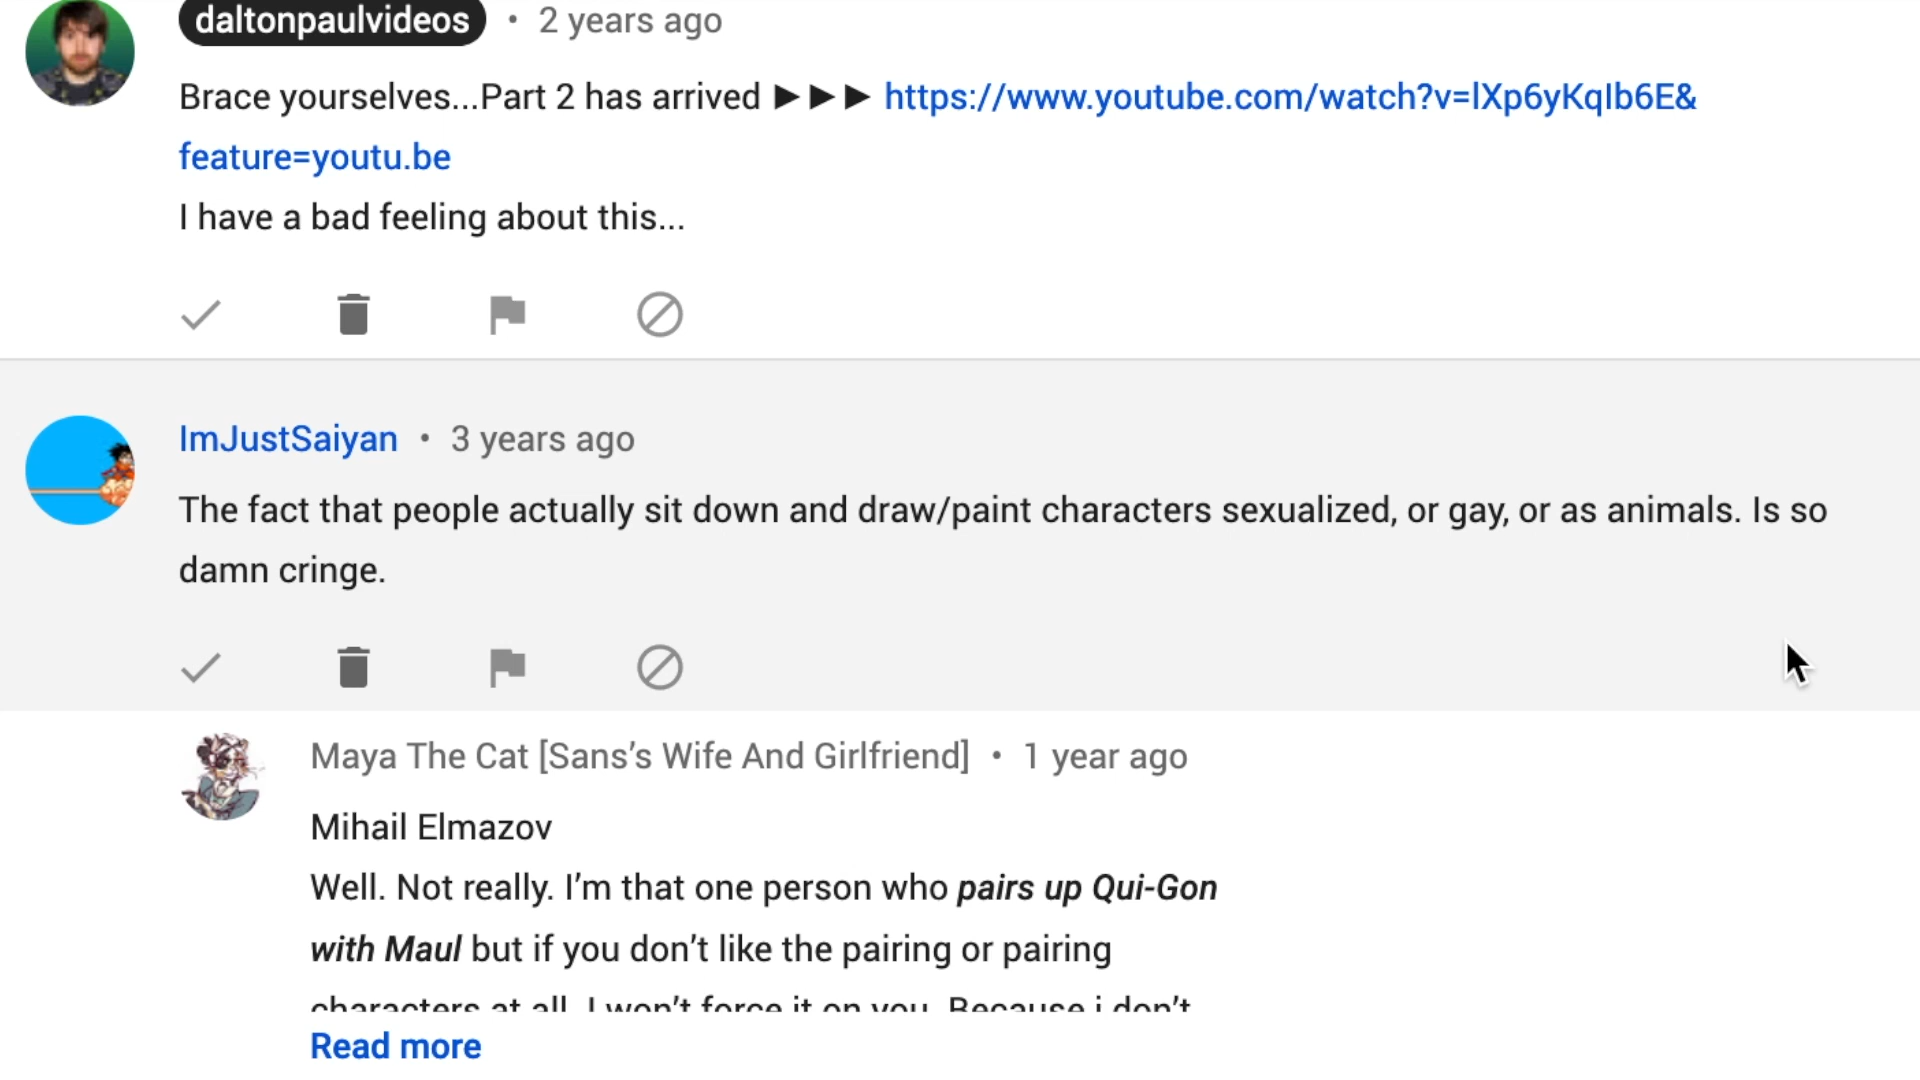 daltonpaulvideos • 2 years ago
Brace yourselves...Part 2 has arrived ►►► https://www.youtube.com/watch?v=lXp6yKqIb6E&
feature=youtu.be
I have a bad feeling about this...
ImJustSaiyan • 3 years ago
The fact that people actually sit down and draw/paint characters sexualized, or gay, or as animals. Is so
damn cringe.
Maya The Cat [Sans’s Wife And Girlfriend] • 1 year ago
Mihail Elmazov
Well. Not really. I’m that one person who pairs up Qui-Gon
with Maul but if you don’t like the pairing or pairing
characters at all. I won’t force it on you. Because i don’t
Read more